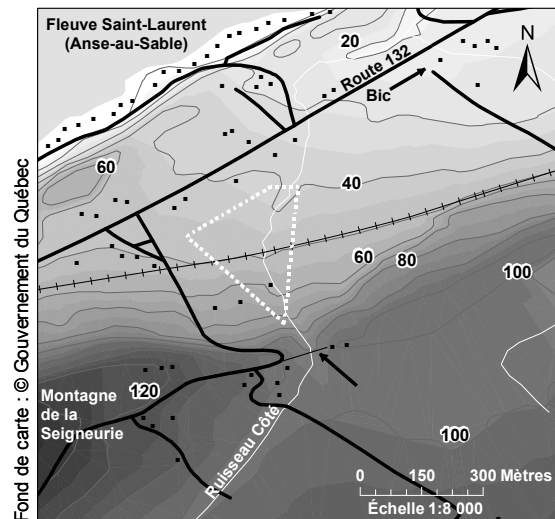 Fleuve Saint-Laurent
(Anse-au-Sable)
20
N
Route 132
Bic
60
40
60
80
100
120
Montagne
de la
Seigneurie
100
Ruisseau Côté
0 150 300 Mètres
Échelle 1:8 000
Fond de carte : © Gouvernement du Québec